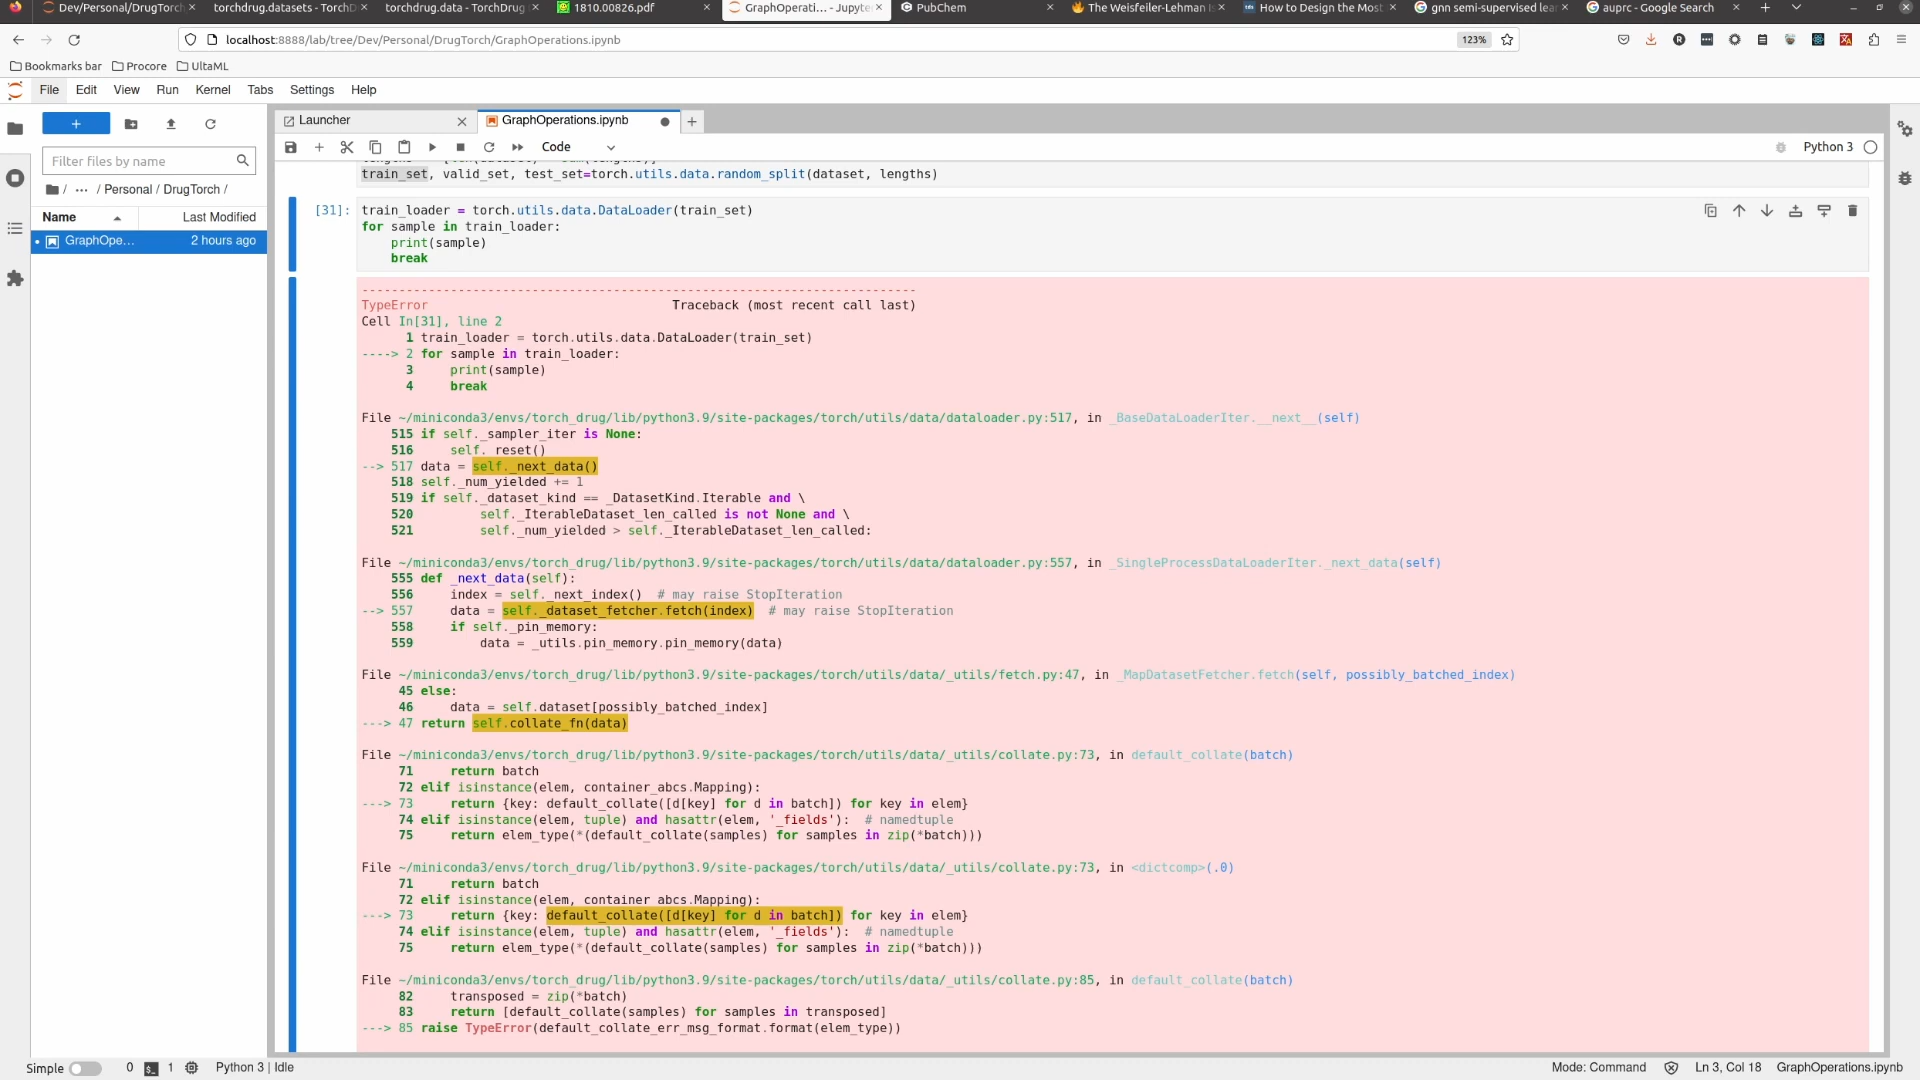 Dev/Personal/DrugTorch
torchdrug.datasets - TorchD
torchdrug.data - TorchDrug
1810.00826.pdf
GraphOperati… - Jupyte
PubChem
The Weisfeiler-Lehman Is
How to Design the Most
gnn semi-supervised lear
auprc - Google Search
localhost:8888/lab/tree/Dev/Personal/DrugTorch/GraphOperations.ipynb
123%
Bookmarks bar
Procore
UltaML
File Edit View Run Kernel Tabs Settings Help
Launcher
GraphOperations.ipynb
Filter files by name
Code
Python 3
/ … / Personal / DrugTorch /
Name
Last Modified
GraphOpe…
2 hours ago
train_set, valid_set, test_set=torch.utils.data.random_split(dataset, lengths)
[31]: train_loader = torch.utils.data.DataLoader(train_set)
for sample in train_loader:
print(sample)
break
---------------------------------------------------------------------------
TypeError Traceback (most recent call last)
Cell In[31], line 2
1 train_loader = torch.utils.data.DataLoader(train_set)
----> 2 for sample in train_loader:
3 print(sample)
4 break
File ~/miniconda3/envs/torch_drug/lib/python3.9/site-packages/torch/utils/data/dataloader.py:517, in _BaseDataLoaderIter.__next__(self)
515 if self._sampler_iter is None:
516 self._reset()
--> 517 data = self._next_data()
518 self._num_yielded += 1
519 if self._dataset_kind == _DatasetKind.Iterable and \
520 self._IterableDataset_len_called is not None and \
521 self._num_yielded > self._IterableDataset_len_called:
File ~/miniconda3/envs/torch_drug/lib/python3.9/site-packages/torch/utils/data/dataloader.py:557, in _SingleProcessDataLoaderIter._next_data(self)
555 def _next_data(self):
556 index = self._next_index() # may raise StopIteration
--> 557 data = self._dataset_fetcher.fetch(index) # may raise StopIteration
558 if self._pin_memory:
559 data = _utils.pin_memory.pin_memory(data)
File ~/miniconda3/envs/torch_drug/lib/python3.9/site-packages/torch/utils/data/_utils/fetch.py:47, in _MapDatasetFetcher.fetch(self, possibly_batched_index)
45 else:
46 data = self.dataset[possibly_batched_index]
---> 47 return self.collate_fn(data)
File ~/miniconda3/envs/torch_drug/lib/python3.9/site-packages/torch/utils/data/_utils/collate.py:73, in default_collate(batch)
71 return batch
72 elif isinstance(elem, container_abcs.Mapping):
---> 73 return {key: default_collate([d[key] for d in batch]) for key in elem}
74 elif isinstance(elem, tuple) and hasattr(elem, '_fields'): # namedtuple
75 return elem_type(*(default_collate(samples) for samples in zip(*batch)))
File ~/miniconda3/envs/torch_drug/lib/python3.9/site-packages/torch/utils/data/_utils/collate.py:73, in <dictcomp>(.0)
71 return batch
72 elif isinstance(elem, container_abcs.Mapping):
---> 73 return {key: default_collate([d[key] for d in batch]) for key in elem}
74 elif isinstance(elem, tuple) and hasattr(elem, '_fields'): # namedtuple
75 return elem_type(*(default_collate(samples) for samples in zip(*batch)))
File ~/miniconda3/envs/torch_drug/lib/python3.9/site-packages/torch/utils/data/_utils/collate.py:85, in default_collate(batch)
82 transposed = zip(*batch)
83 return [default_collate(samples) for samples in transposed]
---> 85 raise TypeError(default_collate_err_msg_format.format(elem_type))
Simple
0
1
Python 3 | Idle
Mode: Command
Ln 3, Col 18
GraphOperations.ipynb